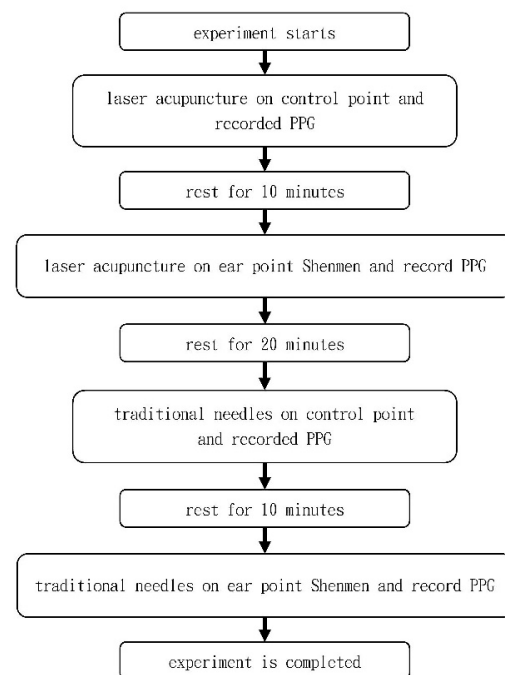 experiment starts
laser acupuncture on control point and
recorded PPG
rest for 10 minutes
laser acupuncture on ear point Shenmen and record PPG
rest for 20 minutes
traditional needles on control point
and recorded PPG
rest for 10 minutes
traditional needles on ear point Shenmen and record PPG
experiment is completed